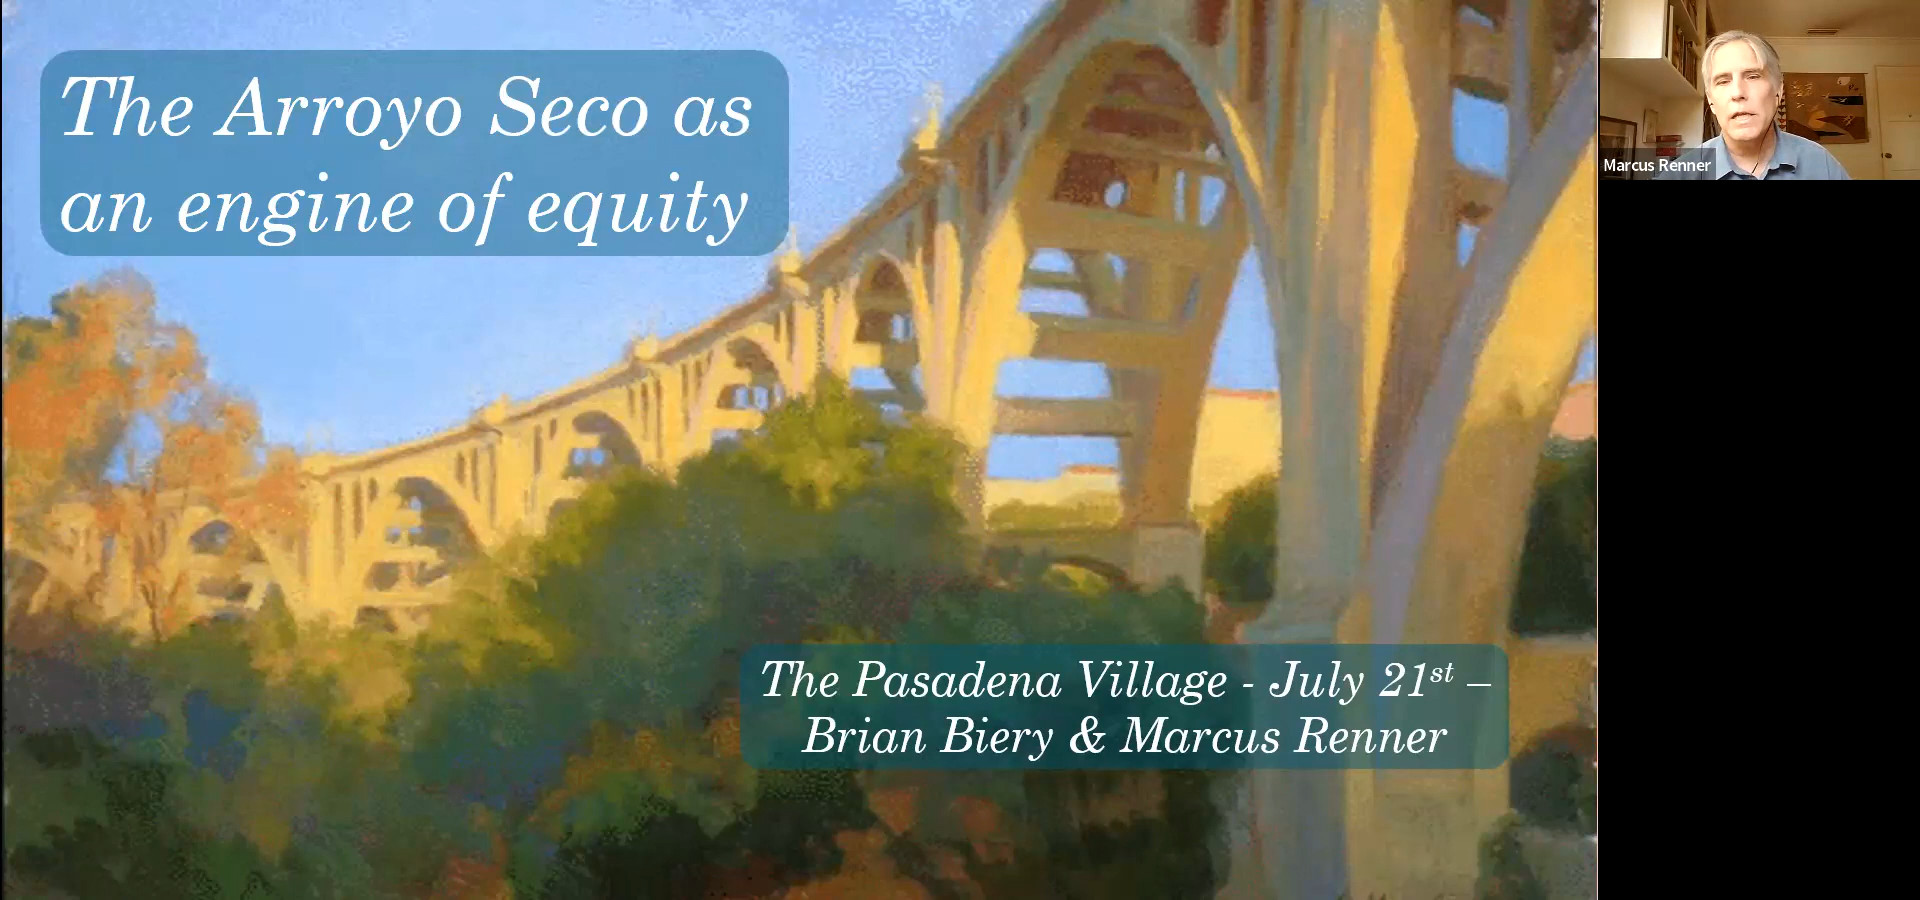 The Arroyo Seco as
an engine of equity
Marcus Renner
The Pasadena Village - July 21st –
Brian Biery & Marcus Renner